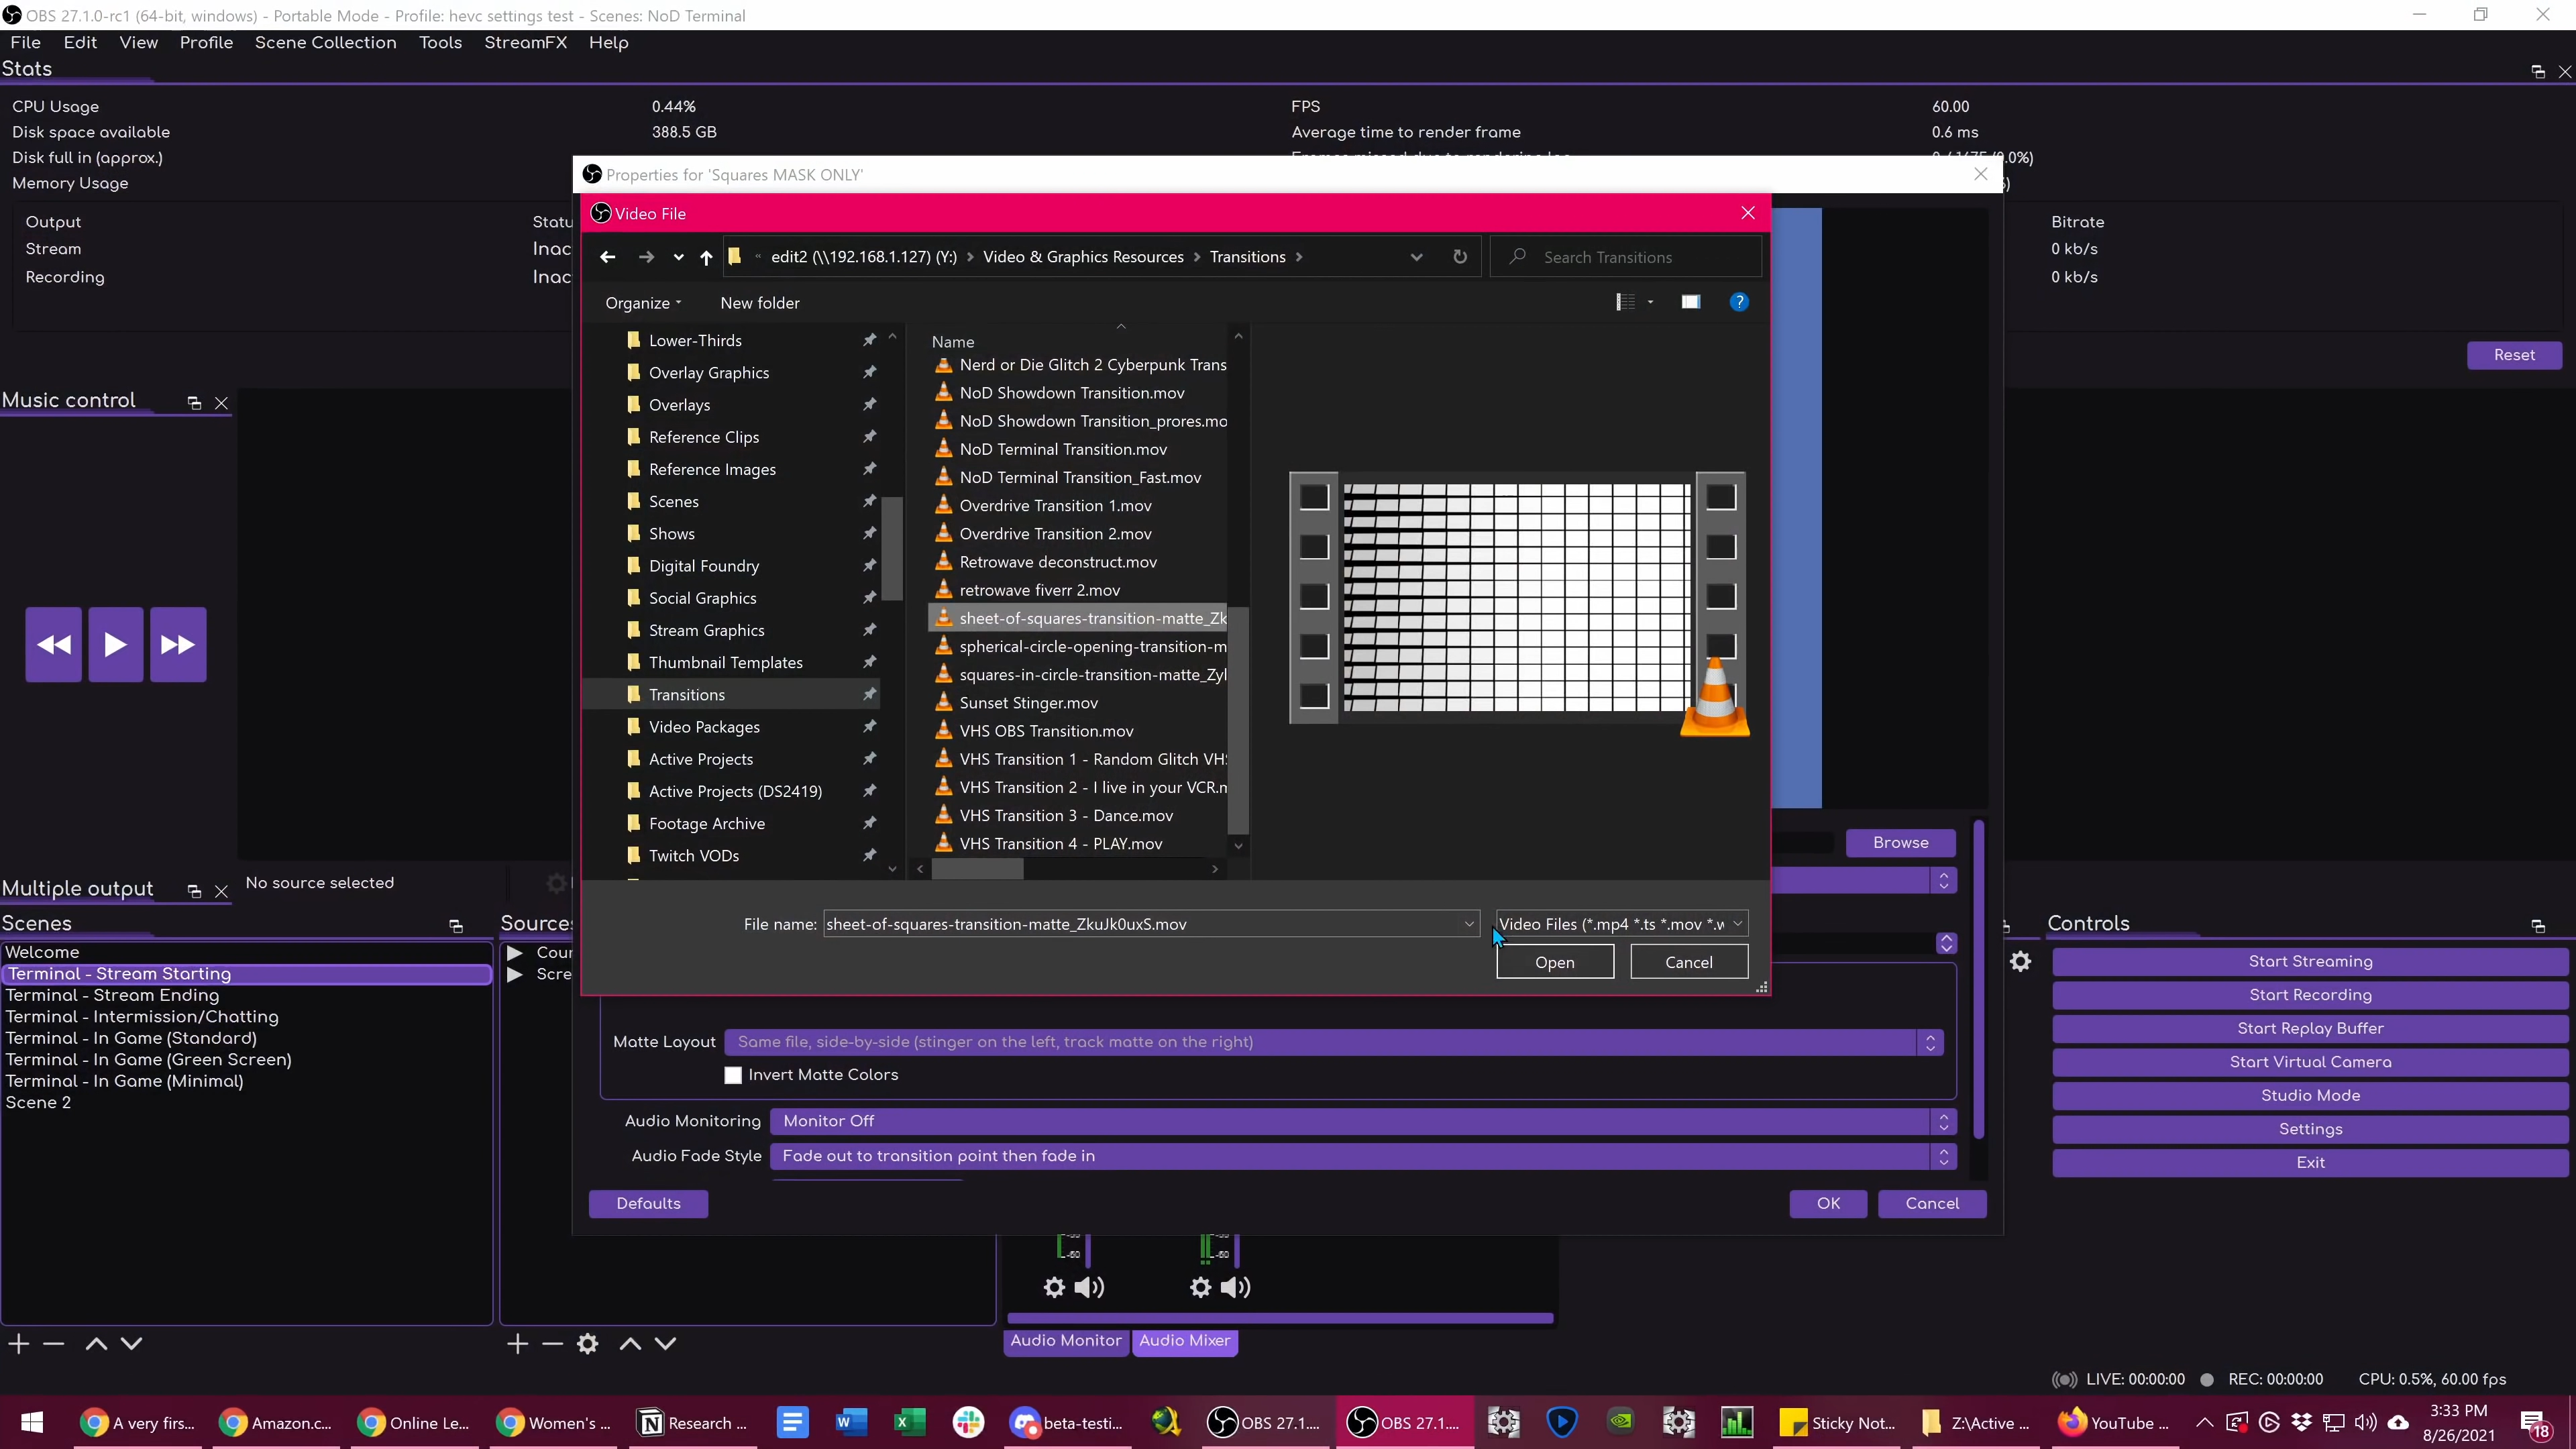 OBS 27.1.0-rc1 (64-bit, windows) - Portable Mode - Profile: hevc settings test - Scenes: NoD Terminal
File Edit View Profile Scene Collection Tools StreamFX Help
Stats
CPU Usage 0.44% FPS 60.00
Disk space available 388.5 GB Average time to render frame 0.6 ms
Disk full in (approx.)
Memory Usage
Output Bitrate
Stream 0 kb/s
Recording 0 kb/s
Reset
Properties for 'Squares MASK ONLY'
Video File
edit2 (\\192.168.1.127) (Y:) Video & Graphics Resources Transitions
Search Transitions
Organize New folder
Lower-Thirds
Overlay Graphics
Overlays
Reference Clips
Reference Images
Scenes
Shows
Digital Foundry
Social Graphics
Stream Graphics
Thumbnail Templates
Transitions
Video Packages
Active Projects
Active Projects (DS2419)
Footage Archive
Twitch VODs
Name
Nerd or Die Glitch 2 Cyberpunk Trans
NoD Showdown Transition.mov
NoD Showdown Transition_prores.mo
NoD Terminal Transition.mov
NoD Terminal Transition_Fast.mov
Overdrive Transition 1.mov
Overdrive Transition 2.mov
Retrowave deconstruct.mov
retrowave fiverr 2.mov
sheet-of-squares-transition-matte_Zk
spherical-circle-opening-transition-m
squares-in-circle-transition-matte_Zyl
Sunset Stinger.mov
VHS OBS Transition.mov
VHS Transition 1 - Random Glitch VHS
VHS Transition 2 - I live in your VCR.m
VHS Transition 3 - Dance.mov
VHS Transition 4 - PLAY.mov
File name: sheet-of-squares-transition-matte_ZkuJk0uxS.mov
Video Files (*.mp4 *.ts *.mov *.w
Open Cancel
Browse
Matte Layout Same file, side-by-side (stinger on the left, track matte on the right)
Invert Matte Colors
Audio Monitoring Monitor Off
Audio Fade Style Fade out to transition point then fade in
Defaults OK Cancel
Music control
Multiple output
No source selected
Scenes
Welcome
Terminal - Stream Starting
Terminal - Stream Ending
Terminal - Intermission/Chatting
Terminal - In Game (Standard)
Terminal - In Game (Green Screen)
Terminal - In Game (Minimal)
Scene 2
Sources
-60 -60
Audio Monitor Audio Mixer
Controls
Start Streaming
Start Recording
Start Replay Buffer
Start Virtual Camera
Studio Mode
Settings
Exit
LIVE: 00:00:00 REC: 00:00:00 CPU: 0.5%, 60.00 fps
A very firs... Amazon.c... Online Le... Women's ... Research ... beta-testi... OBS 27.1.... OBS 27.1.... Sticky Not... Z:\Active ... YouTube ...
3:33 PM
8/26/2021
18